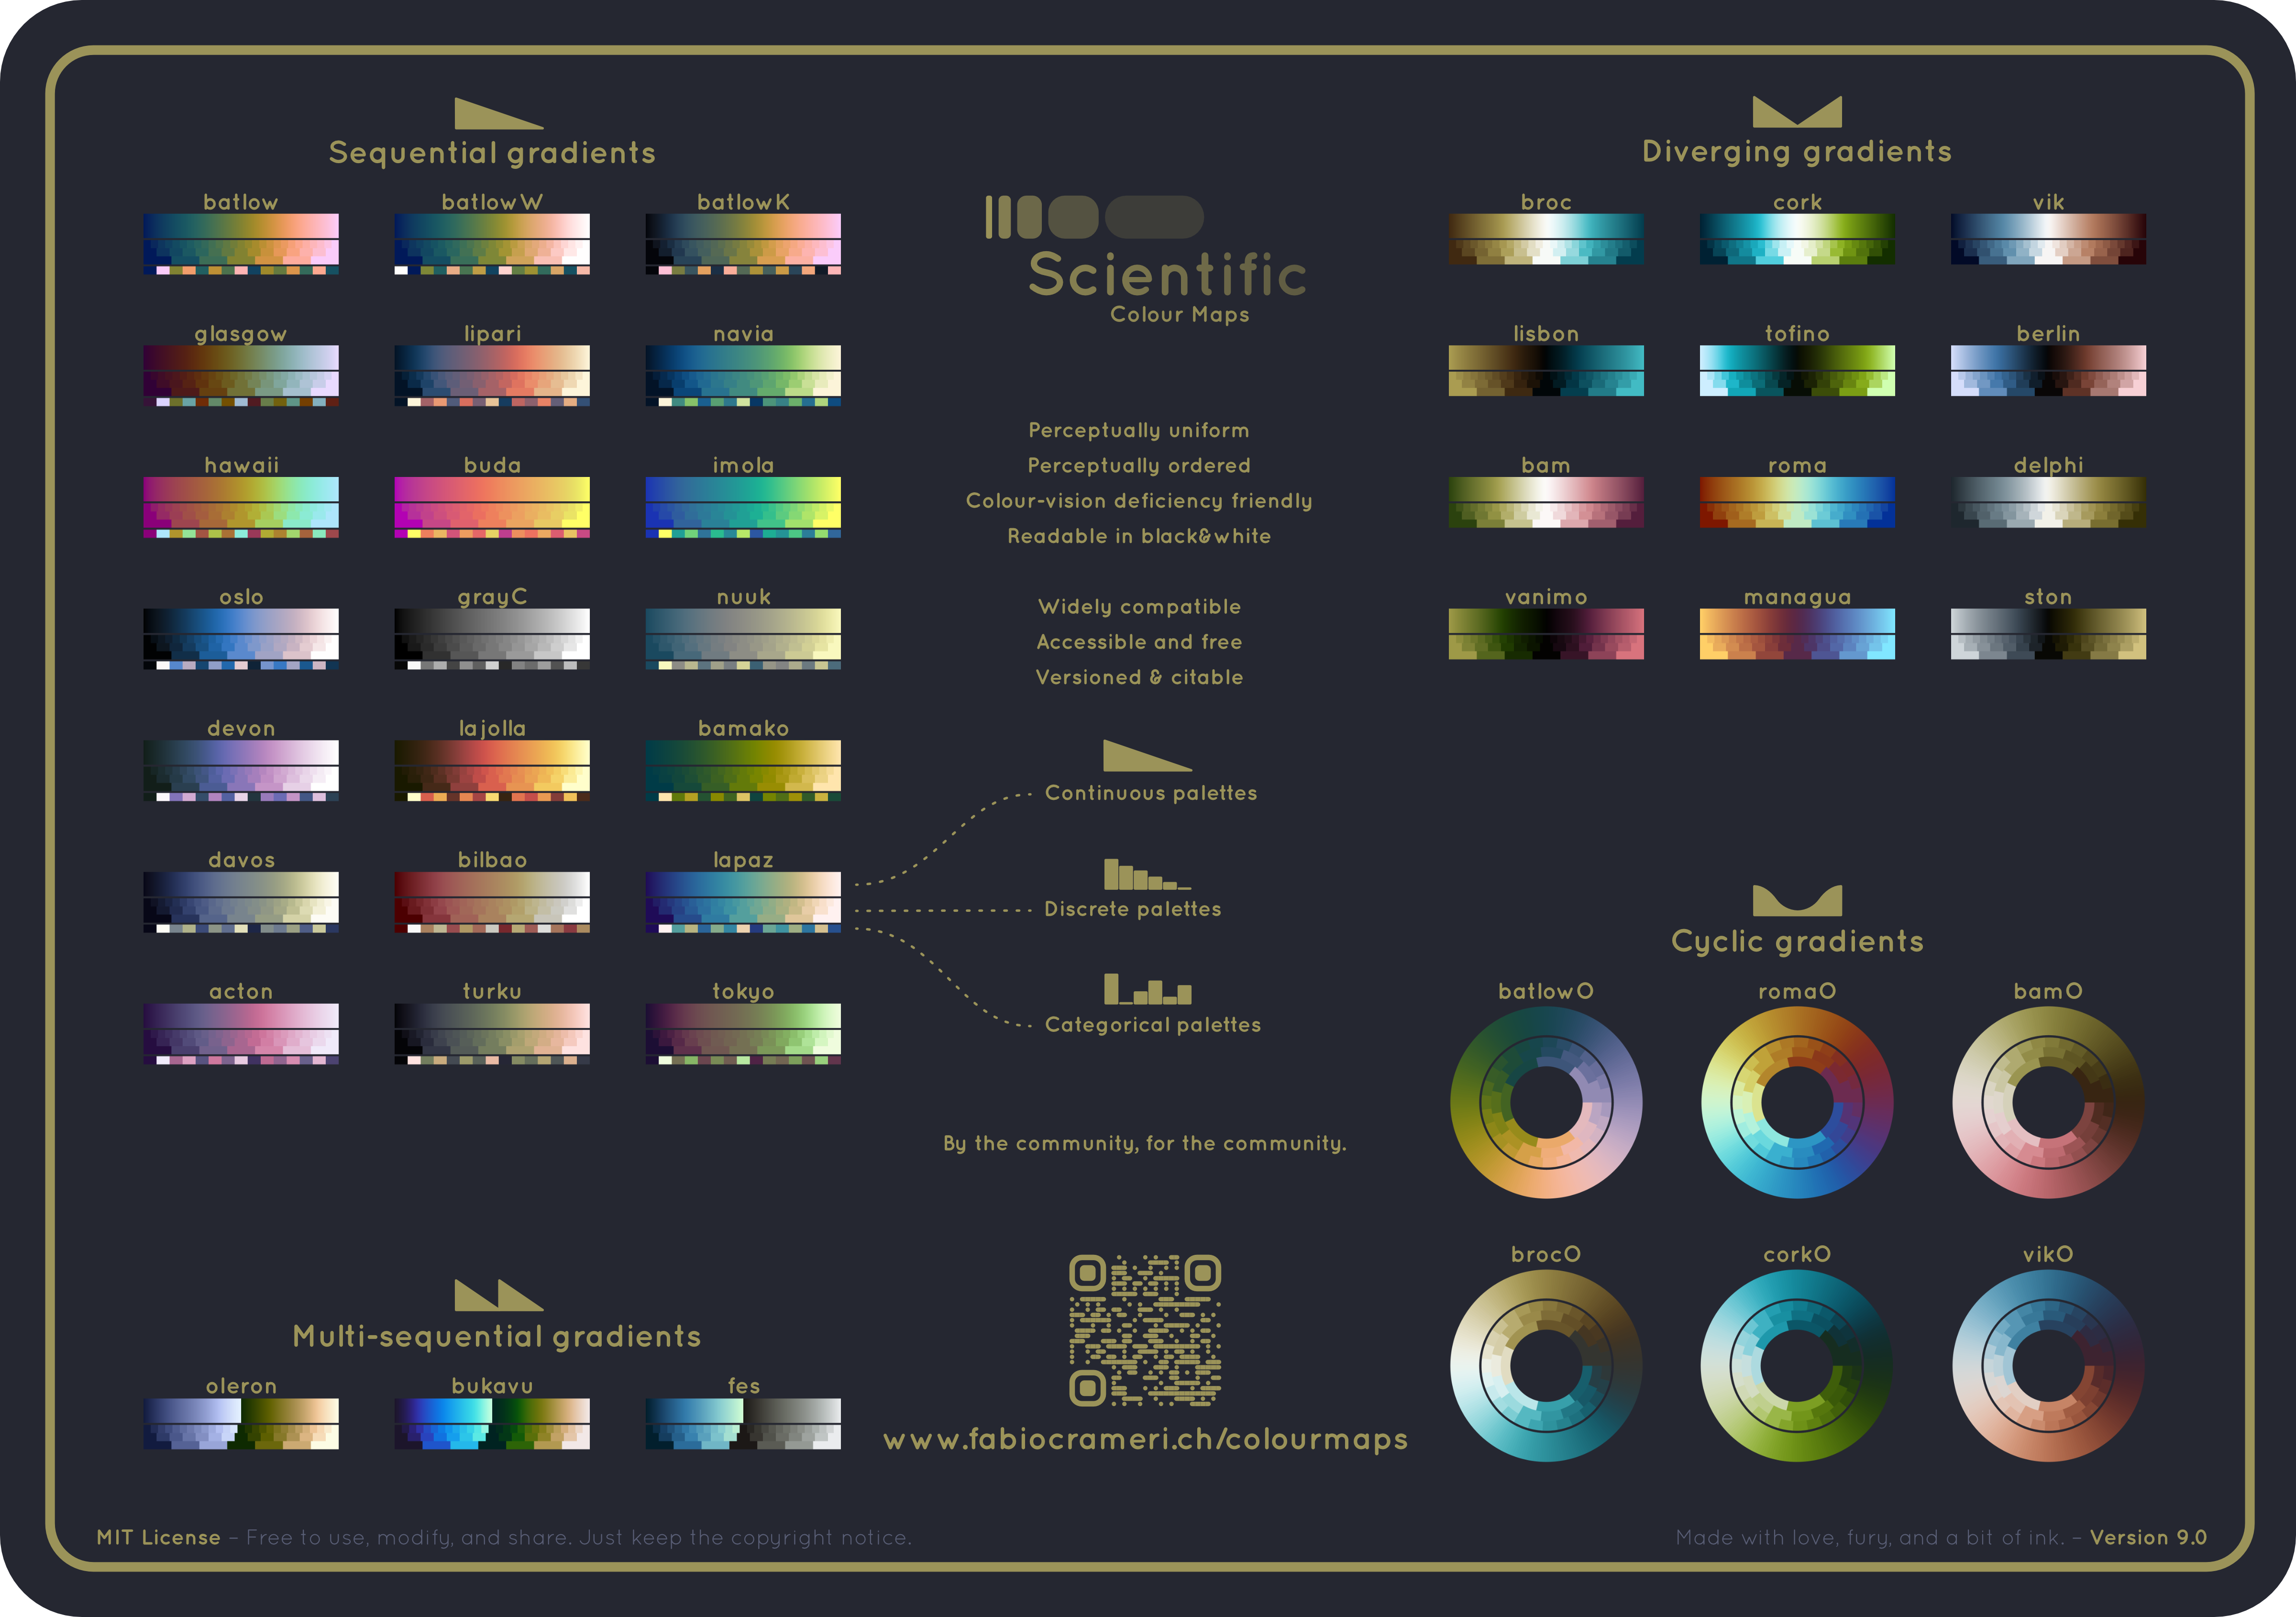 Sequential gradients
batlow
batlowW
batlowK
glasgow
lipari
navia
hawaii
buda
imola
oslo
grayC
nuuk
devon
lajolla
bamako
davos
bilbao
lapaz
acton
turku
tokyo
Multi-sequential gradients
oleron
bukavu
fes
Scientific
Colour Maps
Perceptually uniform
Perceptually ordered
Colour-vision deficiency friendly
Readable in black&white
Widely compatible
Accessible and free
Versioned & citable
Continuous palettes
Discrete palettes
Categorical palettes
By the community, for the community.
www.fabiocrameri.ch/colourmaps
Diverging gradients
broc
cork
vik
lisbon
tofino
berlin
bam
roma
delphi
vanimo
managua
ston
Cyclic gradients
batlowO
romaO
bamO
brocO
corkO
vikO
MIT License – Free to use, modify, and share. Just keep the copyright notice.
Made with love, fury, and a bit of ink. – Version 9.0